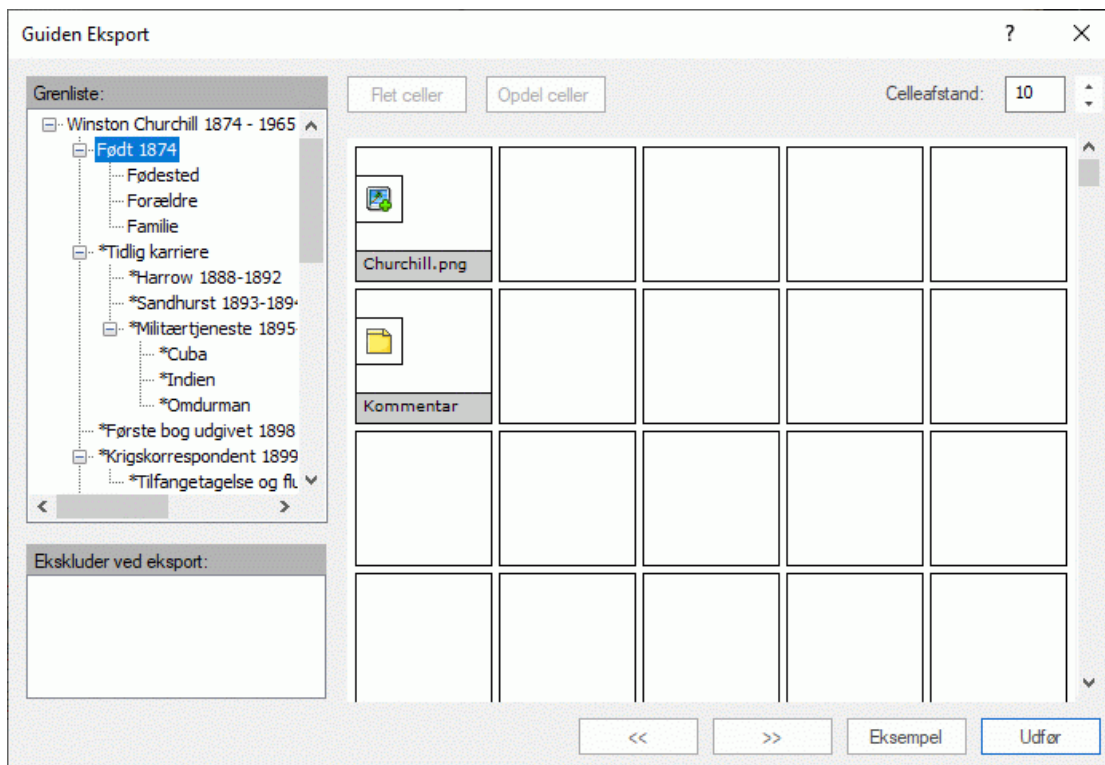 Guiden Eksport
?
Grenliste:
Winston Churchill 1874 - 1965
Født 1874
Fødested
Forældre
Familie
*Tidlig karriere
*Harrow 1888-1892
*Sandhurst 1893-189
*Militærtjeneste 1895
*Cuba
*Indien
*Omdurman
*Første bog udgivet 1898
*Krigskorrespondent 1899
*Tilfangetagelse og flu
Ekskluder ved eksport:
Flet celler
Opdel celler
Celleafstand:
10
Churchill.png
Kommentar
<<
>>
Eksempel
Udfør